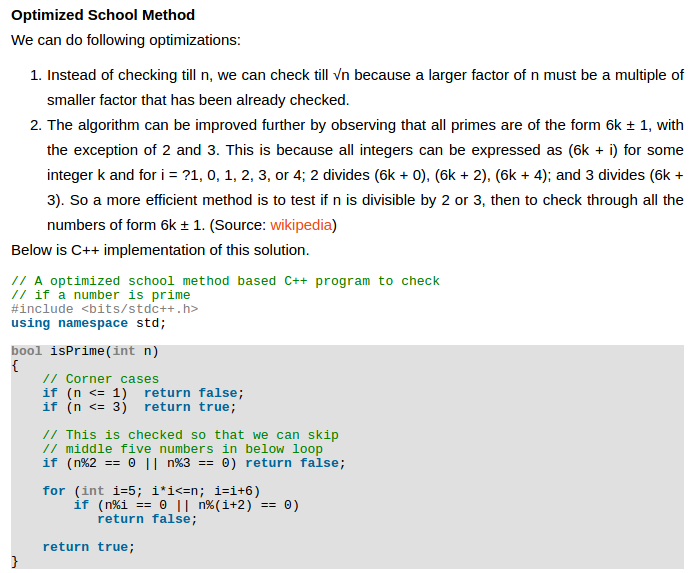 Optimized School Method
We can do following optimizations:
1. Instead of checking till n, we can check till √n because a larger factor of n must be a multiple of
smaller factor that has been already checked.
2. The algorithm can be improved further by observing that all primes are of the form 6k ± 1, with
the exception of 2 and 3. This is because all integers can be expressed as (6k + i) for some
integer k and for i = ?1, 0, 1, 2, 3, or 4; 2 divides (6k + 0), (6k + 2), (6k + 4); and 3 divides (6k +
3). So a more efficient method is to test if n is divisible by 2 or 3, then to check through all the
numbers of form 6k ± 1. (Source: wikipedia)
Below is C++ implementation of this solution.
// A optimized school method based C++ program to check
// if a number is prime
#include <bits/stdc++.h>
using namespace std;
bool isPrime(int n)
{
    // Corner cases
    if (n <= 1)  return false;
    if (n <= 3)  return true;
    // This is checked so that we can skip
    // middle five numbers in below loop
    if (n%2 == 0 || n%3 == 0) return false;
    for (int i=5; i*i<=n; i=i+6)
        if (n%i == 0 || n%(i+2) == 0)
           return false;
    return true;
}